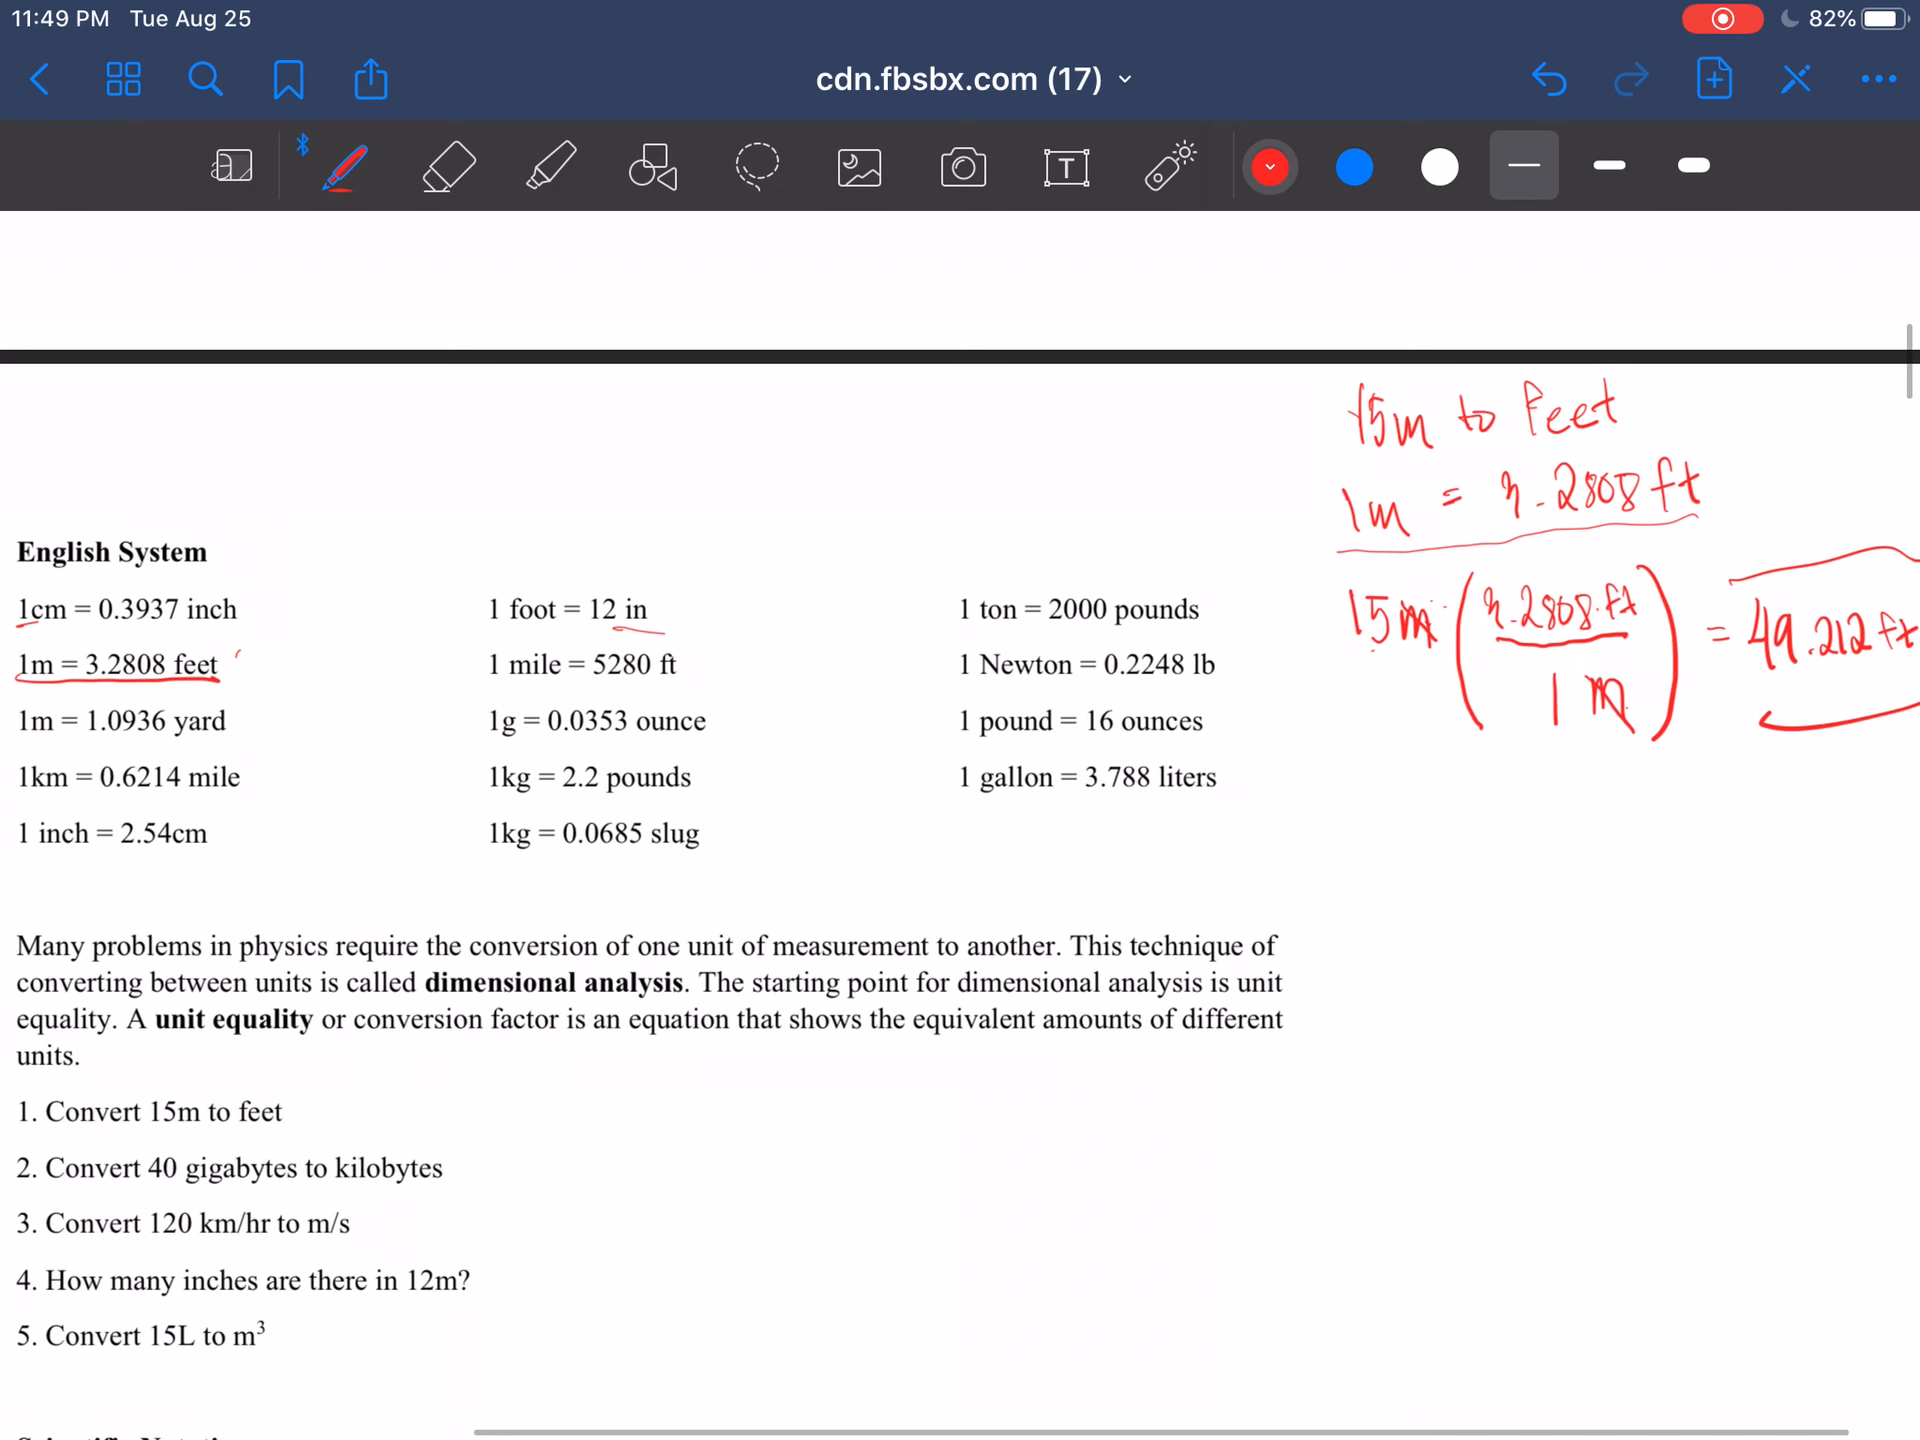 11:49 PM Tue Aug 25
82%
cdn.fbsbx.com (17)
15m to feet
1m = 3.2808 ft
15m (3.2808 ft / 1 m) = 49.212 ft
English System
1cm = 0.3937 inch
1m = 3.2808 feet
1m = 1.0936 yard
1km = 0.6214 mile
1 inch = 2.54cm
1 foot = 12 in
1 mile = 5280 ft
1g = 0.0353 ounce
1kg = 2.2 pounds
1kg = 0.0685 slug
1 ton = 2000 pounds
1 Newton = 0.2248 lb
1 pound = 16 ounces
1 gallon = 3.788 liters
Many problems in physics require the conversion of one unit of measurement to another. This technique of
converting between units is called dimensional analysis. The starting point for dimensional analysis is unit
equality. A unit equality or conversion factor is an equation that shows the equivalent amounts of different
units.
1. Convert 15m to feet
2. Convert 40 gigabytes to kilobytes
3. Convert 120 km/hr to m/s
4. How many inches are there in 12m?
5. Convert 15L to m³